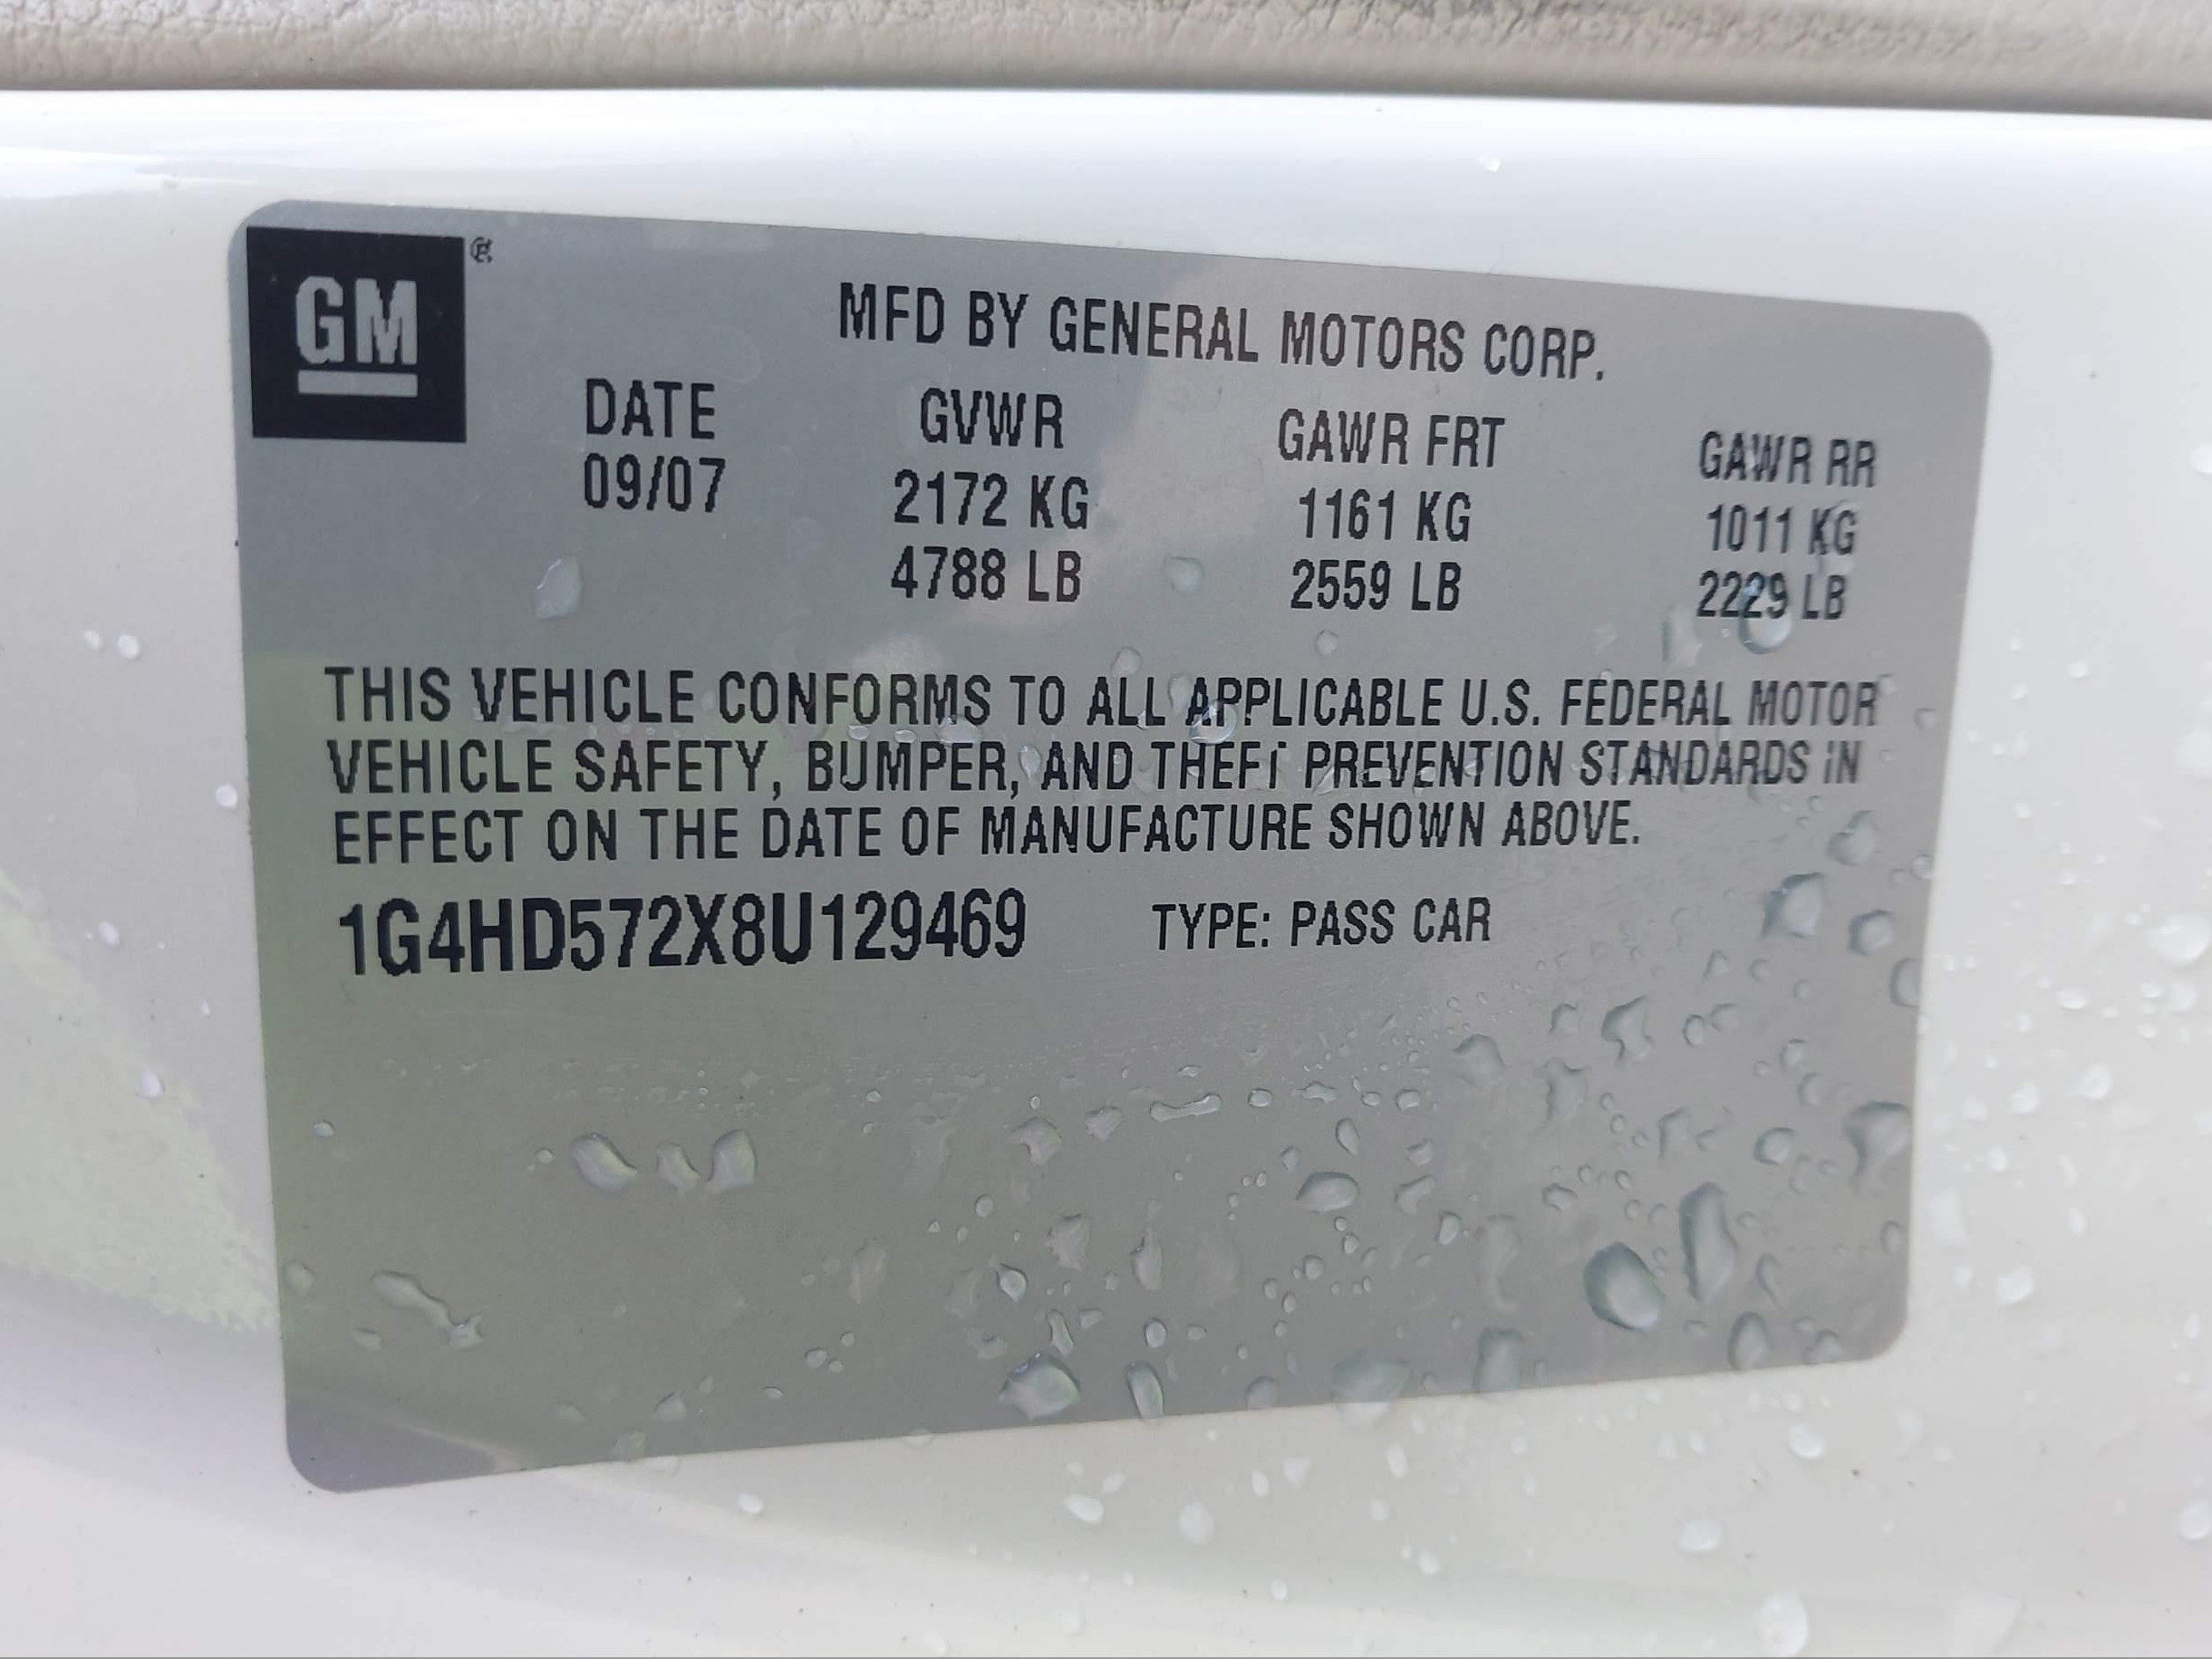 GM
MFD BY GENERAL MOTORS CORP.
DATE GVWR GAWR FRT GAWR RR
09/07 2172 KG 1161 KG 1011 KG
4788 LB 2559 LB 2229 LB
THIS VEHICLE CONFORMS TO ALL APPLICABLE U.S. FEDERAL MOTOR
VEHICLE SAFETY, BUMPER, AND THEFT PREVENTION STANDARDS IN
EFFECT ON THE DATE OF MANUFACTURE SHOWN ABOVE.
1G4HD572X8U129469 TYPE: PASS CAR